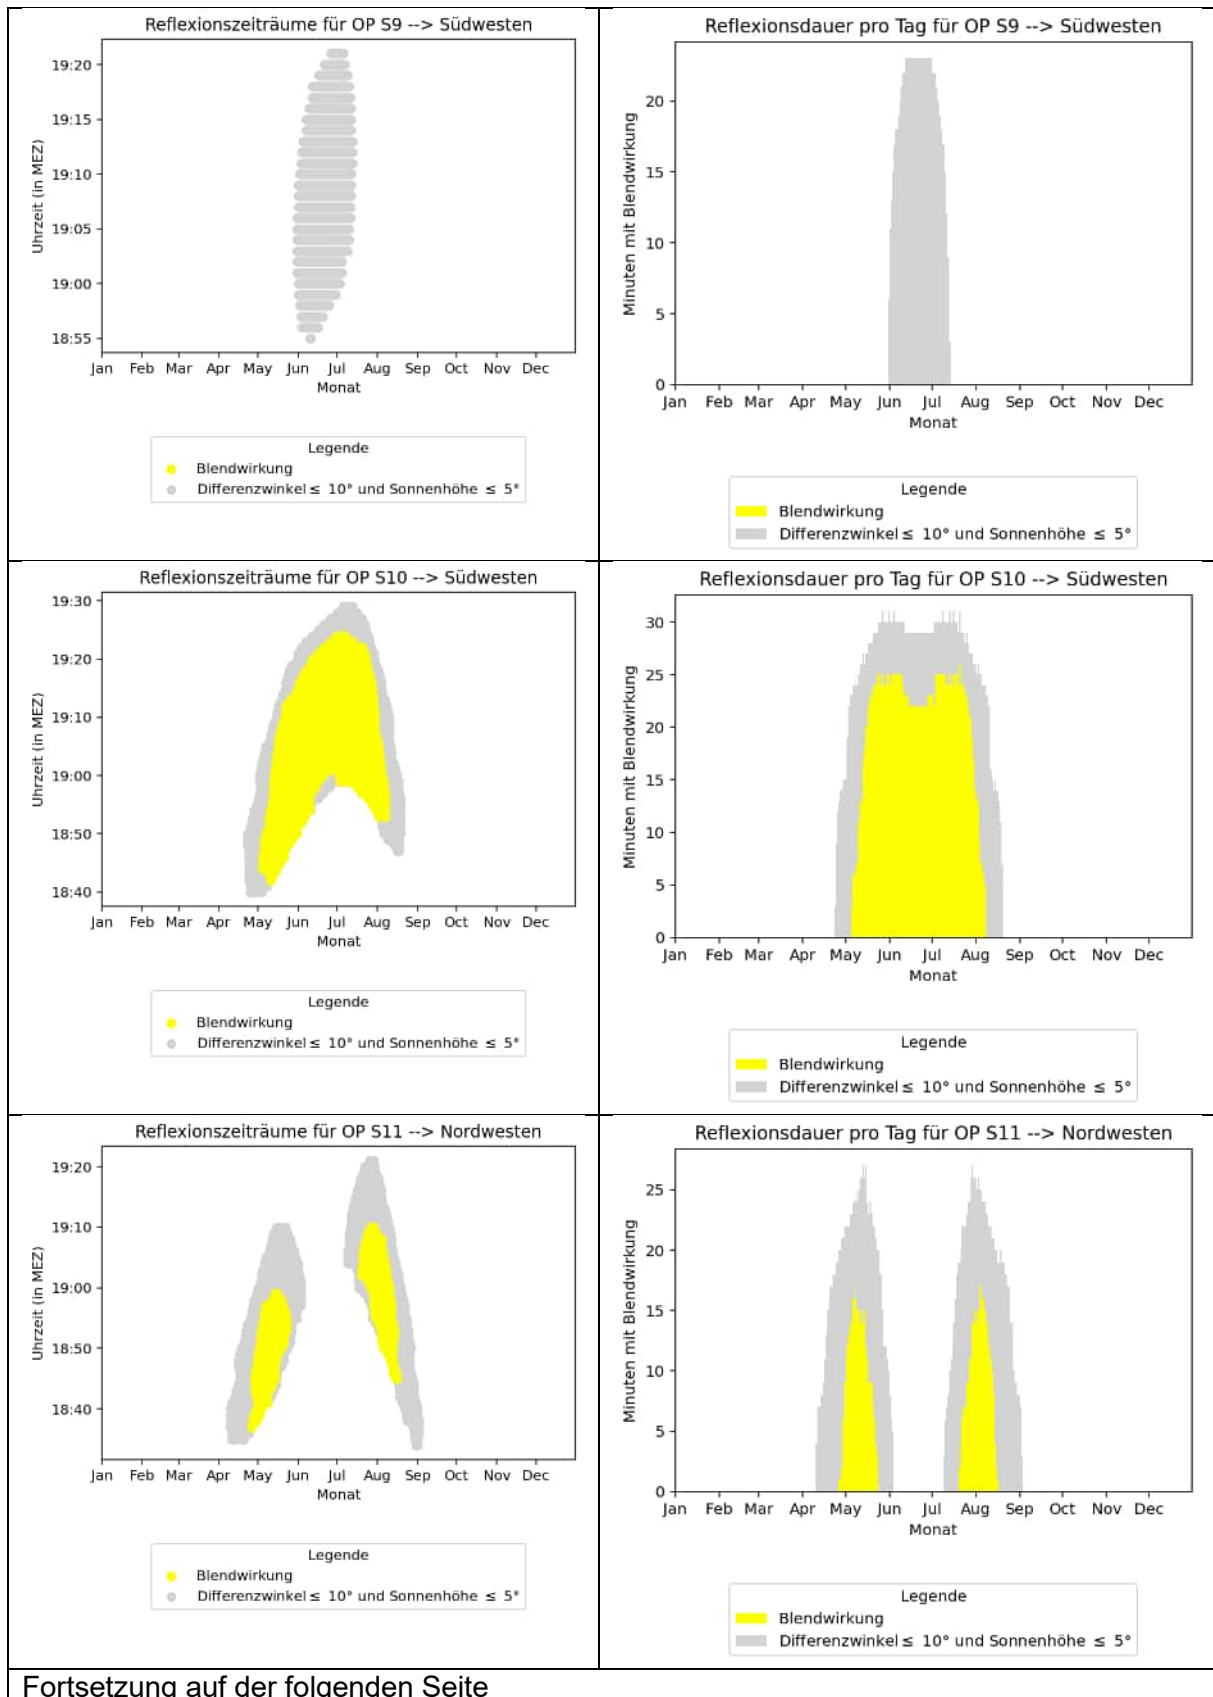 Reflexionszeiträume für OP S9 --> Südwesten
19:20
19:15
19:10
19:05
19:00
18:55
Uhrzeit (in MEZ)
Jan Feb Mar Apr May Jun Jul Aug Sep Oct Nov Dec
Monat
Legende
Blendwirkung
Differenzwinkel ≤ 10° und Sonnenhöhe ≤ 5°
Reflexionsdauer pro Tag für OP S9 --> Südwesten
20
15
10
5
0
Minuten mit Blendwirkung
Jan Feb Mar Apr May Jun Jul Aug Sep Oct Nov Dec
Monat
Legende
Blendwirkung
Differenzwinkel ≤ 10° und Sonnenhöhe ≤ 5°
Reflexionszeiträume für OP S10 --> Südwesten
19:30
19:20
19:10
19:00
18:50
18:40
Uhrzeit (in MEZ)
Jan Feb Mar Apr May Jun Jul Aug Sep Oct Nov Dec
Monat
Legende
Blendwirkung
Differenzwinkel ≤ 10° und Sonnenhöhe ≤ 5°
Reflexionsdauer pro Tag für OP S10 --> Südwesten
30
25
20
15
10
5
0
Minuten mit Blendwirkung
Jan Feb Mar Apr May Jun Jul Aug Sep Oct Nov Dec
Monat
Legende
Blendwirkung
Differenzwinkel ≤ 10° und Sonnenhöhe ≤ 5°
Reflexionszeiträume für OP S11 --> Nordwesten
19:20
19:10
19:00
18:50
18:40
Uhrzeit (in MEZ)
Jan Feb Mar Apr May Jun Jul Aug Sep Oct Nov Dec
Monat
Legende
Blendwirkung
Differenzwinkel ≤ 10° und Sonnenhöhe ≤ 5°
Reflexionsdauer pro Tag für OP S11 --> Nordwesten
25
20
15
10
5
0
Minuten mit Blendwirkung
Jan Feb Mar Apr May Jun Jul Aug Sep Oct Nov Dec
Monat
Legende
Blendwirkung
Differenzwinkel ≤ 10° und Sonnenhöhe ≤ 5°
Fortsetzung auf der folgenden Seite